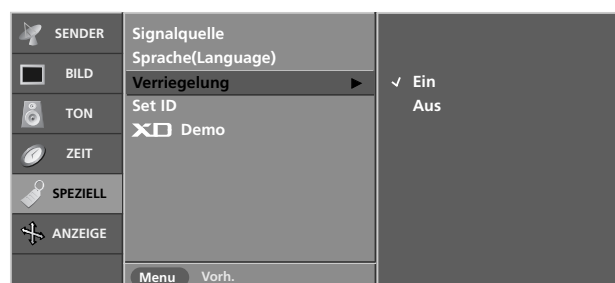 SENDER
BILD
TON
ZEIT
SPEZIELL
ANZEIGE
Signalquelle
Sprache(Language)
Verriegelung ►
Set ID
XD Demo
Menu Vorh.
✓ Ein
Aus